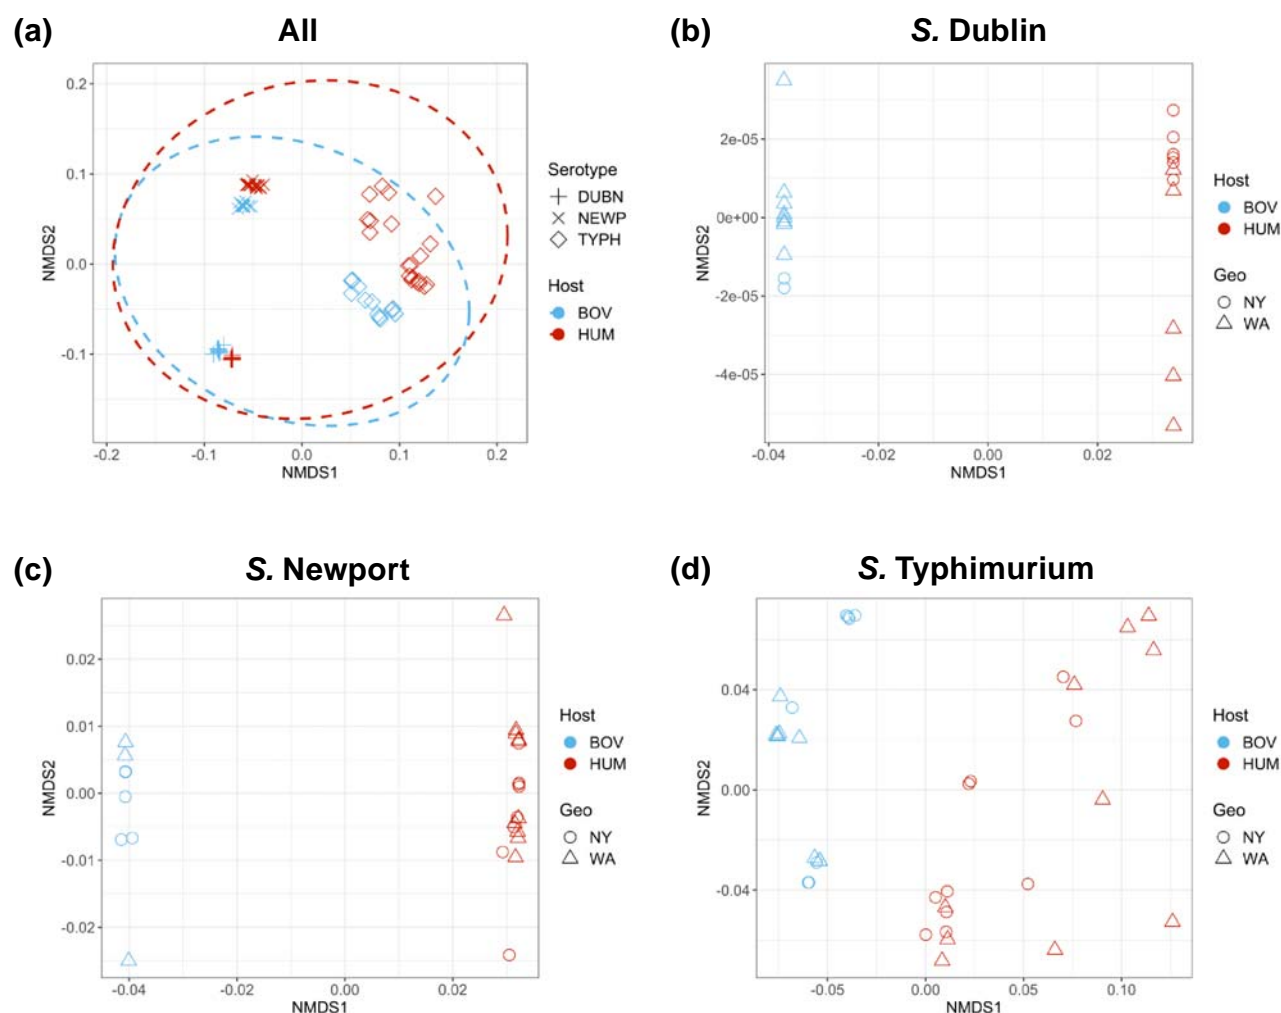 (a) All
0.2
0.1
0.0
-0.1
NMDS2
-0.2 -0.1 0.0 0.1 0.2
NMDS1
Serotype
DUBN
NEWP
TYPH
Host
BOV
HUM
(b) S. Dublin
2e-05
0e+00
-2e-05
-4e-05
NMDS2
-0.04 -0.02 0.00 0.02
NMDS1
Host
BOV
HUM
Geo
NY
WA
(c) S. Newport
0.02
0.01
0.00
-0.01
-0.02
NMDS2
-0.04 -0.02 0.00 0.02
NMDS1
Host
BOV
HUM
Geo
NY
WA
(d) S. Typhimurium
0.04
0.00
-0.04
NMDS2
-0.05 0.00 0.05 0.10
NMDS1
Host
BOV
HUM
Geo
NY
WA